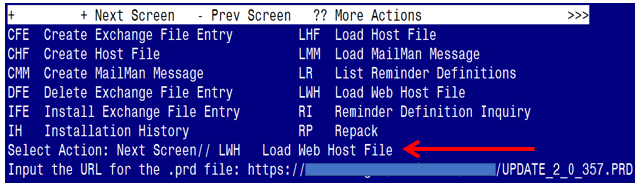 + + Next Screen - Prev Screen ?? More Actions >>>
CFE Create Exchange File Entry LHF Load Host File
CHF Create Host File LMM Load MailMan Message
CMM Create MailMan Message LR List Reminder Definitions
DFE Delete Exchange File Entry LWH Load Web Host File
IFE Install Exchange File Entry RI Reminder Definition Inquiry
IH Installation History RP Repack
Select Action: Next Screen// LWH Load Web Host File
Input the URL for the .prd file: https:// /UPDATE_2_0_357.PRD